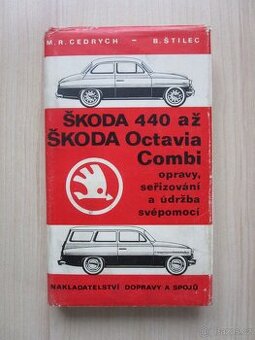 M. R. CEDRYCH - B. ŠTILEC
ŠKODA 440 až
ŠKODA Octavia
Combi
opravy,
seřizování
a údržba
svépomocí
NAKLADATELSTVÍ DOPRAVY A SPOJŮ